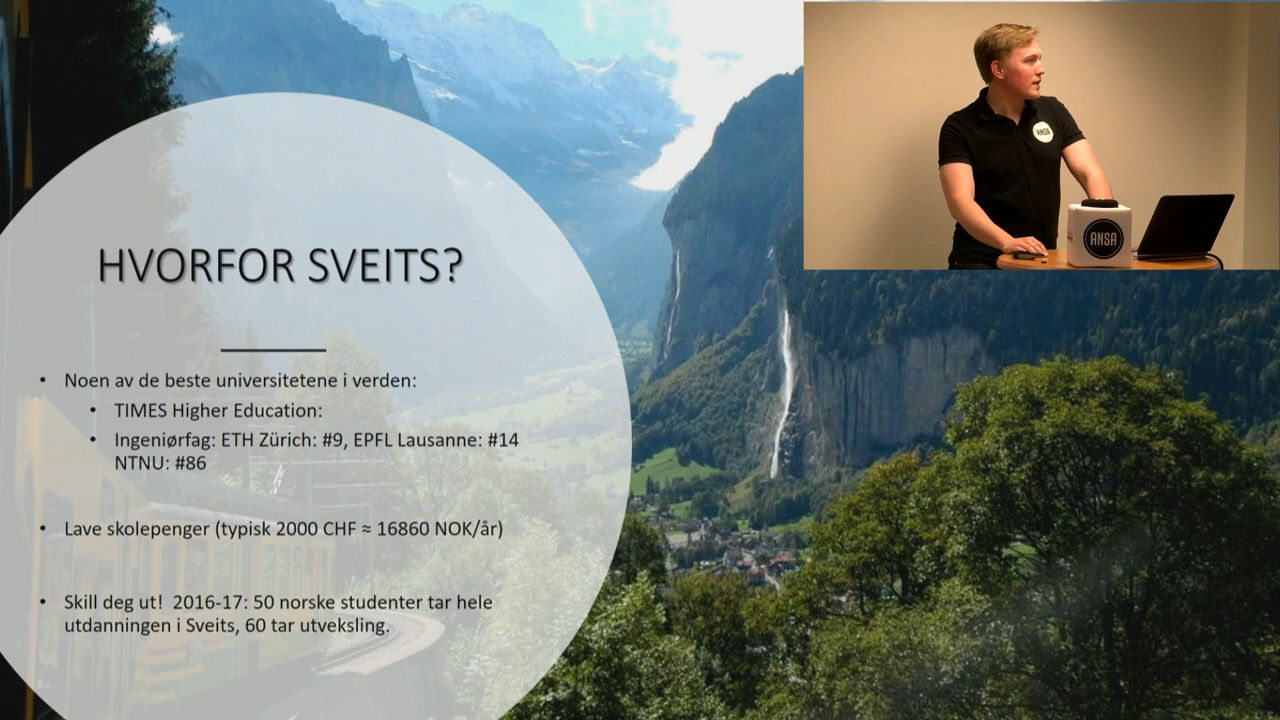 HVORFOR SVEITS?
• Noen av de beste universitetene i verden:
• TIMES Higher Education:
• Ingeniørfag: ETH Zürich: #9, EPFL Lausanne: #14
NTNU: #86
• Lave skolepenger (typisk 2000 CHF ≈ 16860 NOK/år)
• Skill deg ut!  2016-17: 50 norske studenter tar hele
utdanningen i Sveits, 60 tar utveksling.
ANSA
ANSA